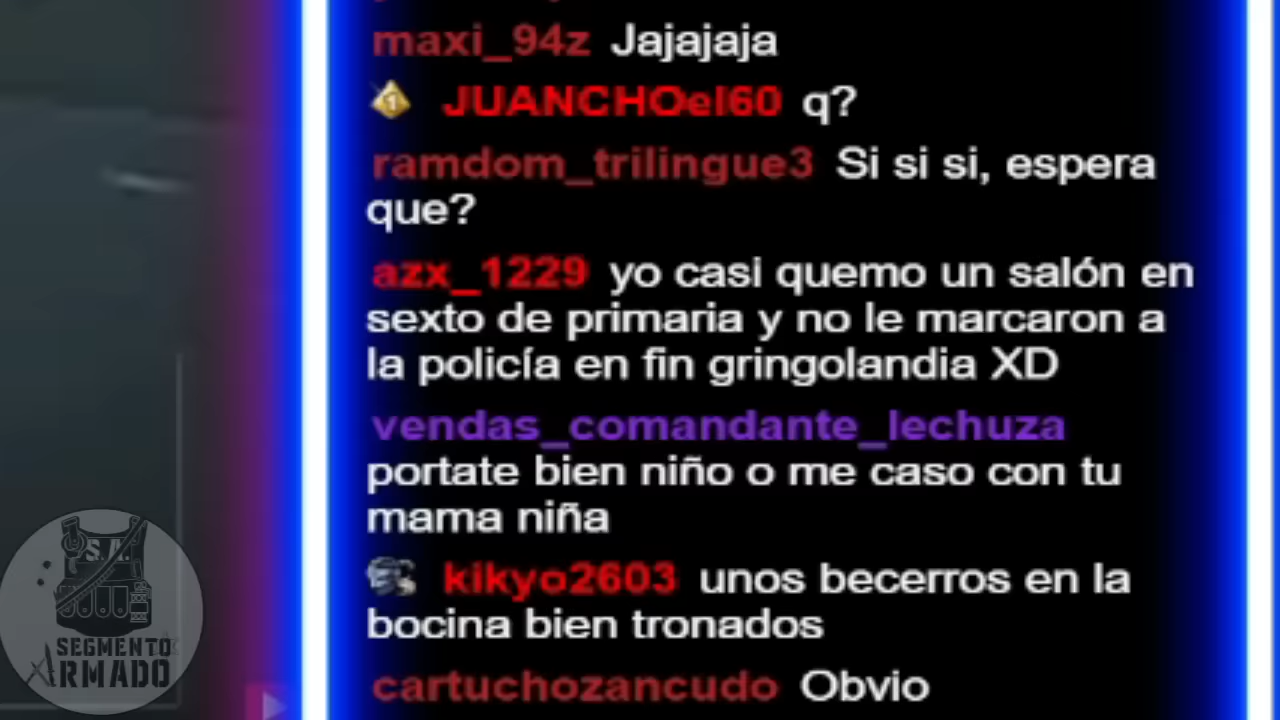 maxi_94z Jajajaja
1 JUANCHOel60 q?
ramdom_trilingue3 Si si si, espera
que?
azx_1229 yo casi quemo un salón en
sexto de primaria y no le marcaron a
la policía en fin gringolandia XD
vendas_comandante_lechuza
portate bien niño o me caso con tu
mama niña
kikyo2603 unos becerros en la
bocina bien tronados
cartuchozancudo Obvio
S.A.
SEGMENTO
ARMADO